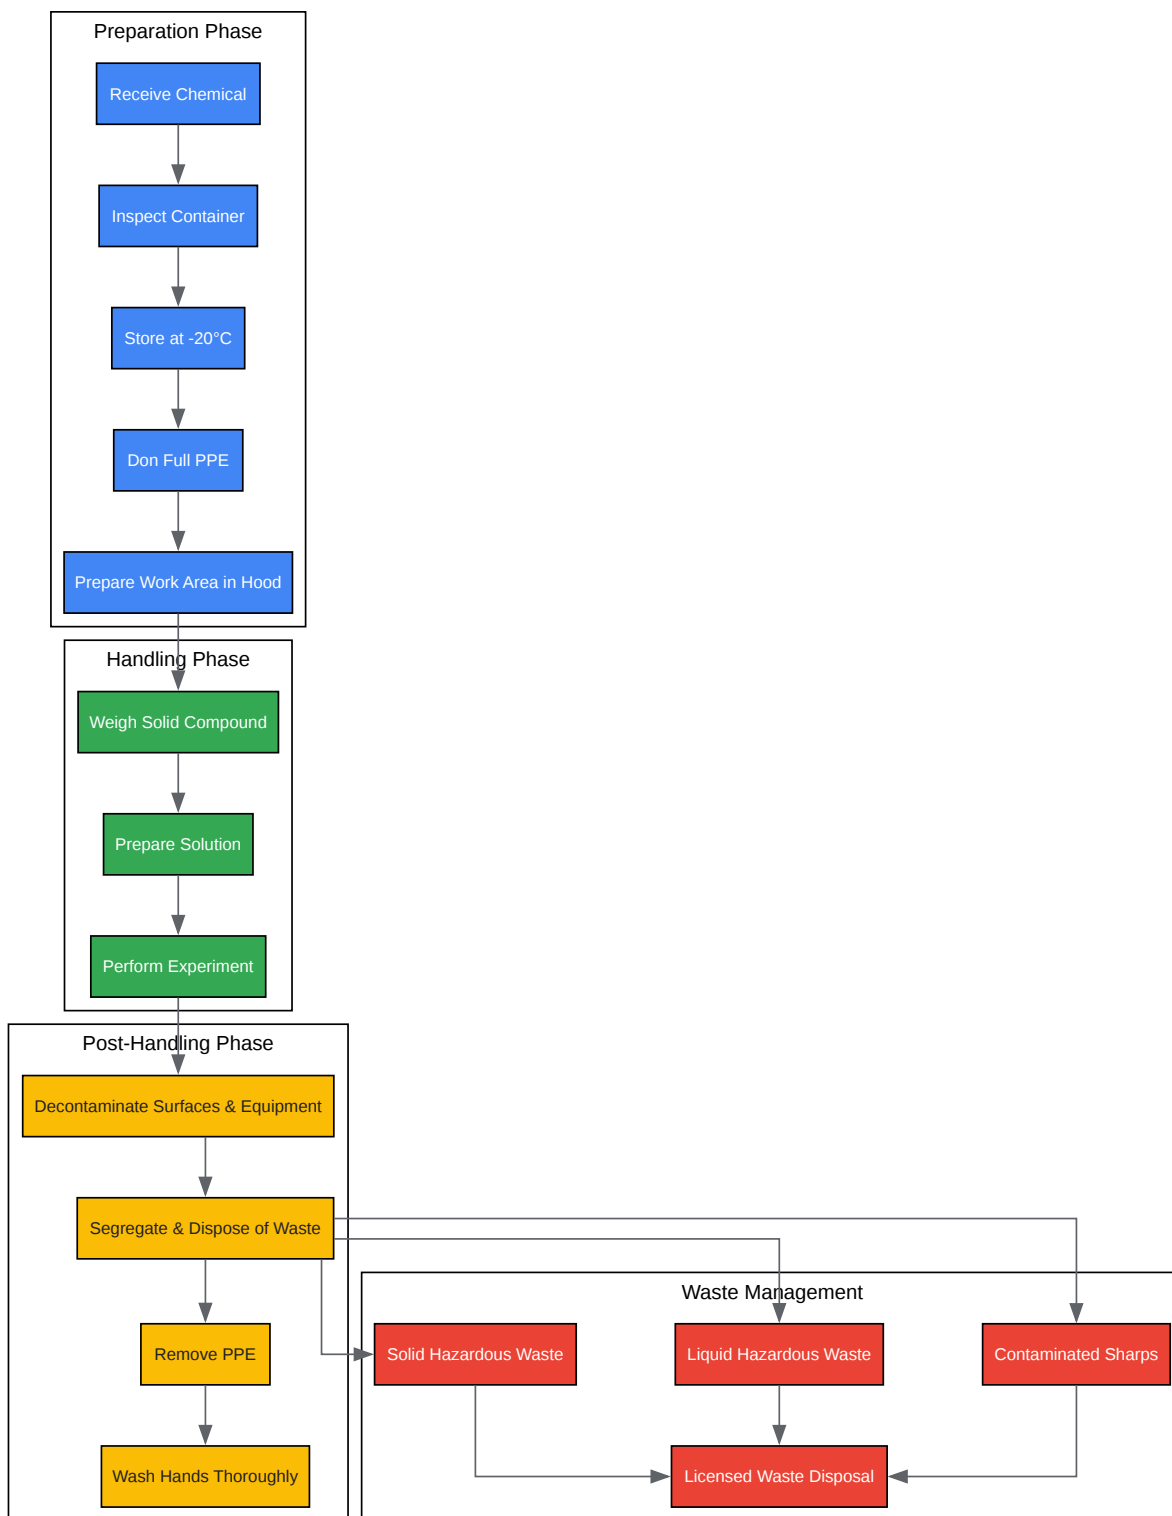 Preparation Phase
Receive Chemical
Inspect Container
Store at -20°C
Don Full PPE
Prepare Work Area in Hood
Handling Phase
Weigh Solid Compound
Prepare Solution
Perform Experiment
Post-Handling Phase
Decontaminate Surfaces & Equipment
Segregate & Dispose of Waste
Remove PPE
Wash Hands Thoroughly
Waste Management
Solid Hazardous Waste
Liquid Hazardous Waste
Contaminated Sharps
Licensed Waste Disposal